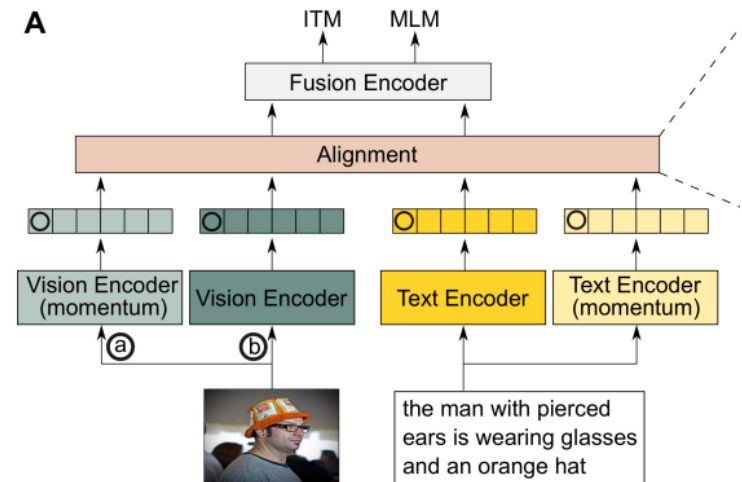 A
ITM MLM
Fusion Encoder
Alignment
Vision Encoder
(momentum)
Vision Encoder
Text Encoder
Text Encoder
(momentum)
a
b
the man with pierced
ears is wearing glasses
and an orange hat